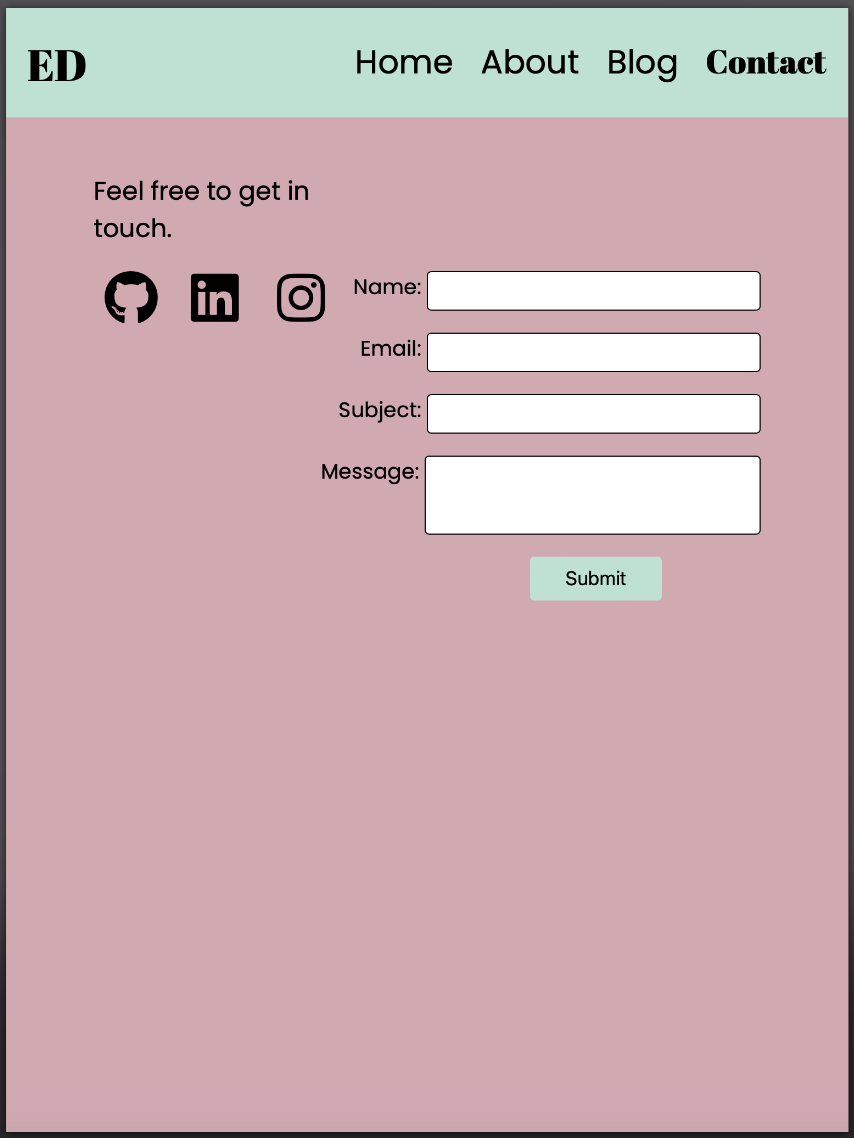 ED
Home About Blog Contact
Feel free to get in
touch.
Name:
Email:
Subject:
Message:
Submit